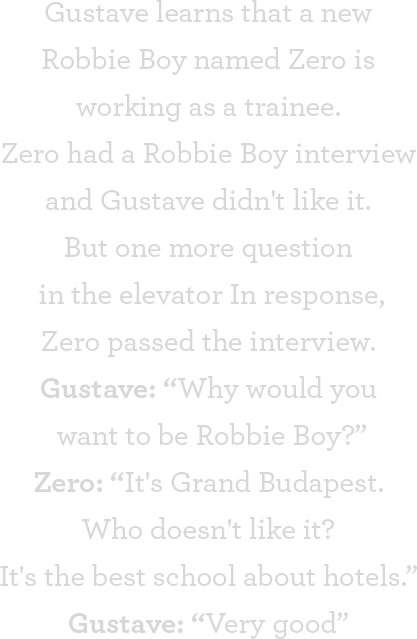 Gustave learns that a new
Robbie Boy named Zero is
working as a trainee.
Zero had a Robbie Boy interview
and Gustave didn't like it.
But one more question
in the elevator In response,
Zero passed the interview.
Gustave: “Why would you
want to be Robbie Boy?”
Zero: “It's Grand Budapest.
Who doesn't like it?
It's the best school about hotels.”
Gustave: “Very good”